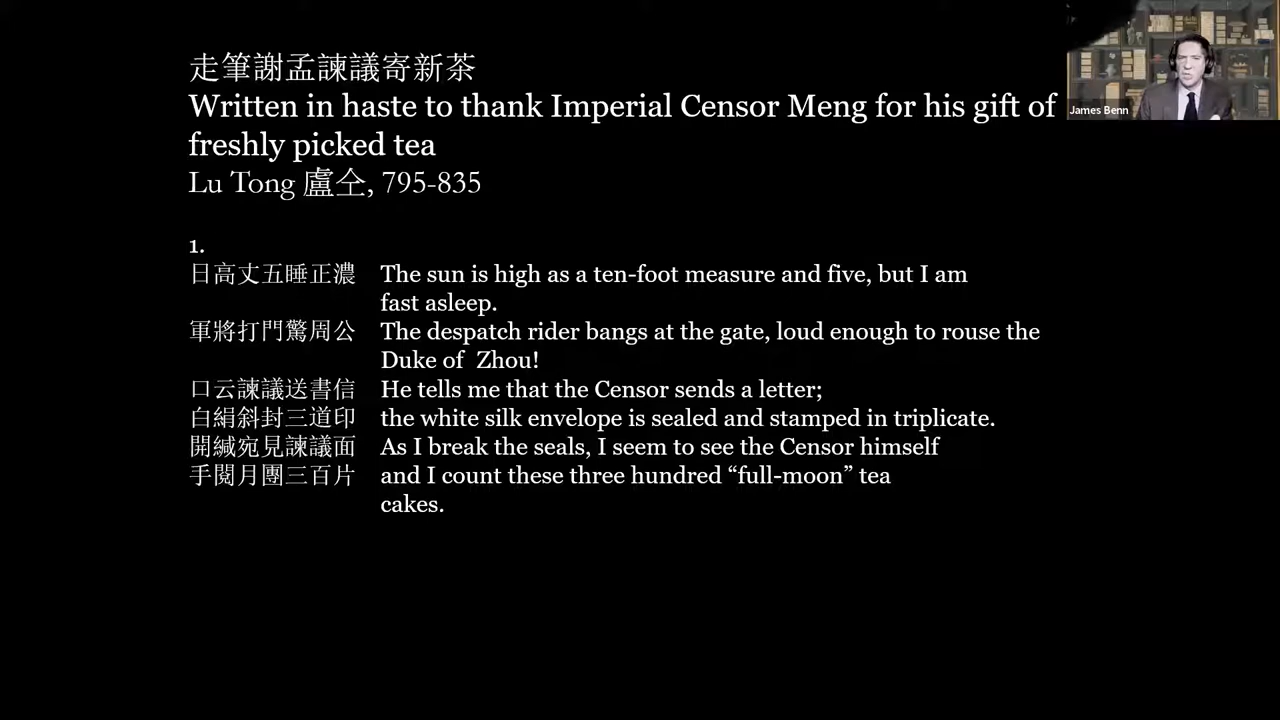 走筆謝孟諫議寄新茶
Written in haste to thank Imperial Censor Meng for his gift of
freshly picked tea
Lu Tong 盧仝, 795-835
James Benn
1.
日高丈五睡正濃 The sun is high as a ten-foot measure and five, but I am
fast asleep.
軍將打門驚周公 The despatch rider bangs at the gate, loud enough to rouse the
Duke of Zhou!
口云諫議送書信 He tells me that the Censor sends a letter;
白絹斜封三道印 the white silk envelope is sealed and stamped in triplicate.
開緘宛見諫議面 As I break the seals, I seem to see the Censor himself
手閱月團三百片 and I count these three hundred “full-moon” tea
cakes.